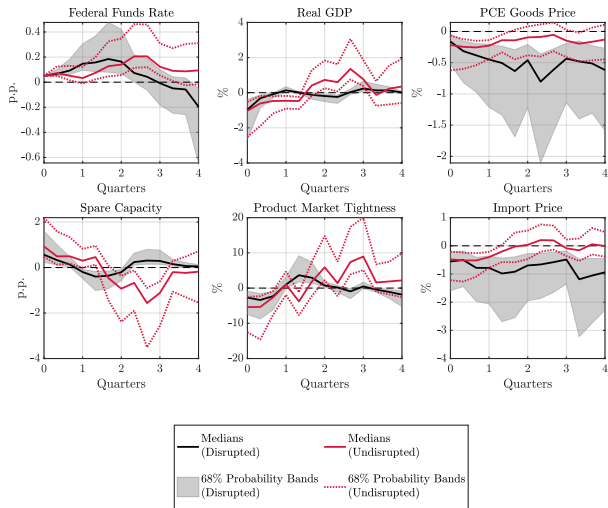 Federal Funds Rate
Real GDP
PCE Goods Price
p.p.
0.4
0.2
0
-0.2
-0.4
-0.6
0 1 2 3 4
Quarters
%
4
2
0
-2
-4
0 1 2 3 4
Quarters
%
0
-0.5
-1
-1.5
-2
0 1 2 3 4
Quarters
Spare Capacity
Product Market Tightness
Import Price
p.p.
2
0
-2
-4
0 1 2 3 4
Quarters
%
20
10
0
-10
-20
0 1 2 3 4
Quarters
%
1
0
-1
-2
-3
-4
0 1 2 3 4
Quarters
Medians
(Disrupted)
Medians
(Undisrupted)
68% Probability Bands
(Disrupted)
68% Probability Bands
(Undisrupted)